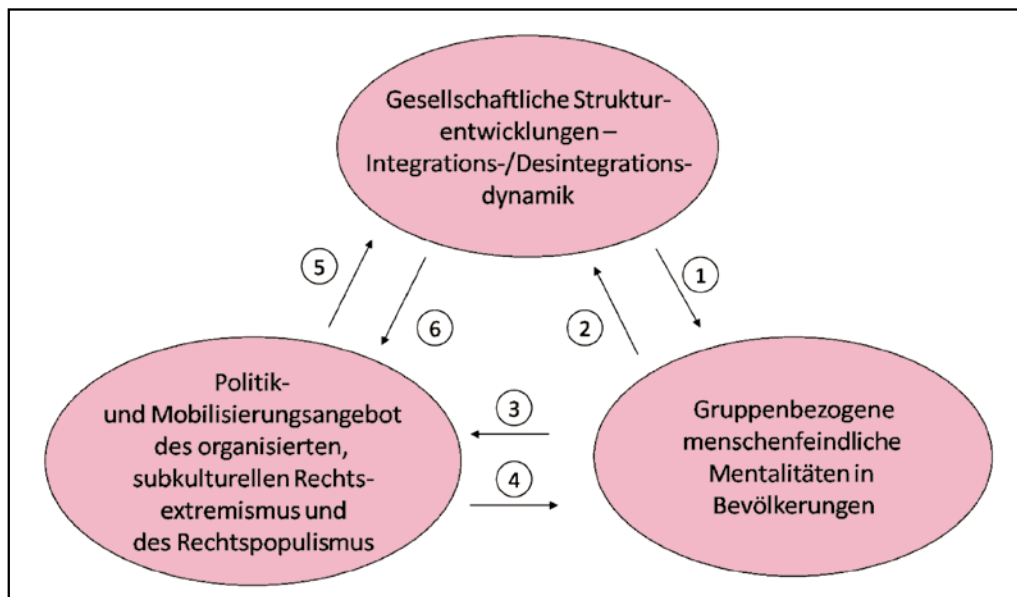 Gesellschaftliche Struktur-
entwicklungen –
Integrations-/Desintegrations-
dynamik
5
1
6
2
Politik-
und Mobilisierungsangebot
des organisierten,
subkulturellen Rechts-
extremismus und
des Rechtspopulismus
3
4
Gruppenbezogene
menschenfeindliche
Mentalitäten in
Bevölkerungen